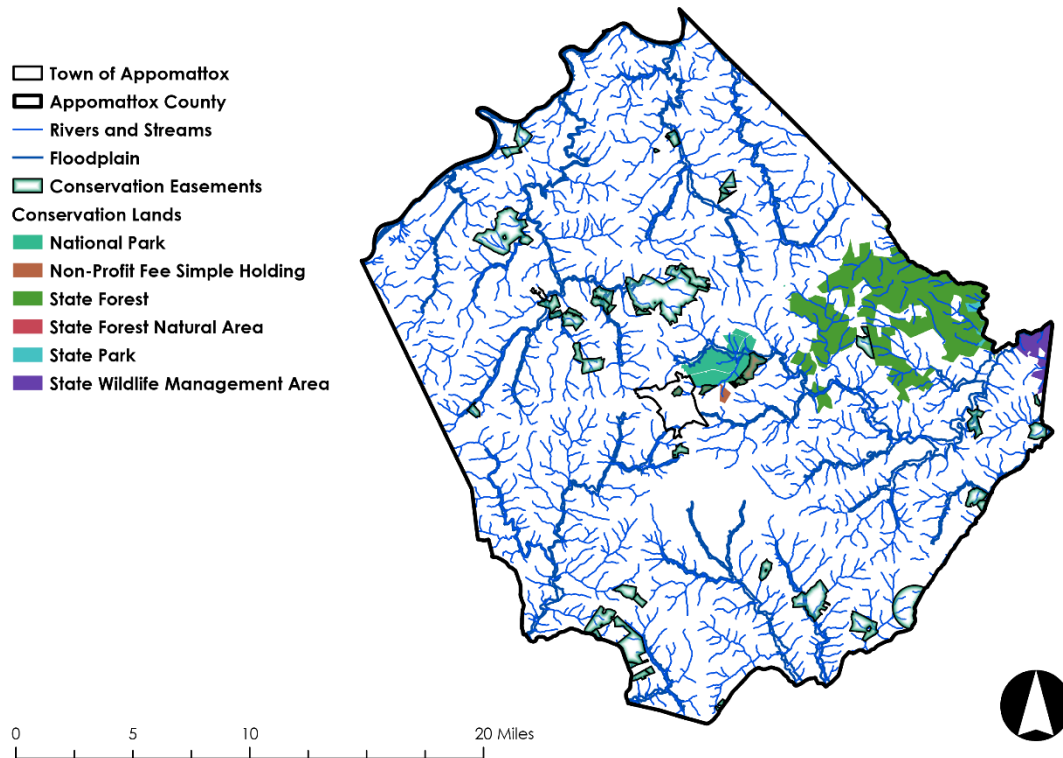 Town of Appomattox
Appomattox County
Rivers and Streams
Floodplain
Conservation Easements
Conservation Lands
National Park
Non-Profit Fee Simple Holding
State Forest
State Forest Natural Area
State Park
State Wildlife Management Area
0 5 10 20 Miles